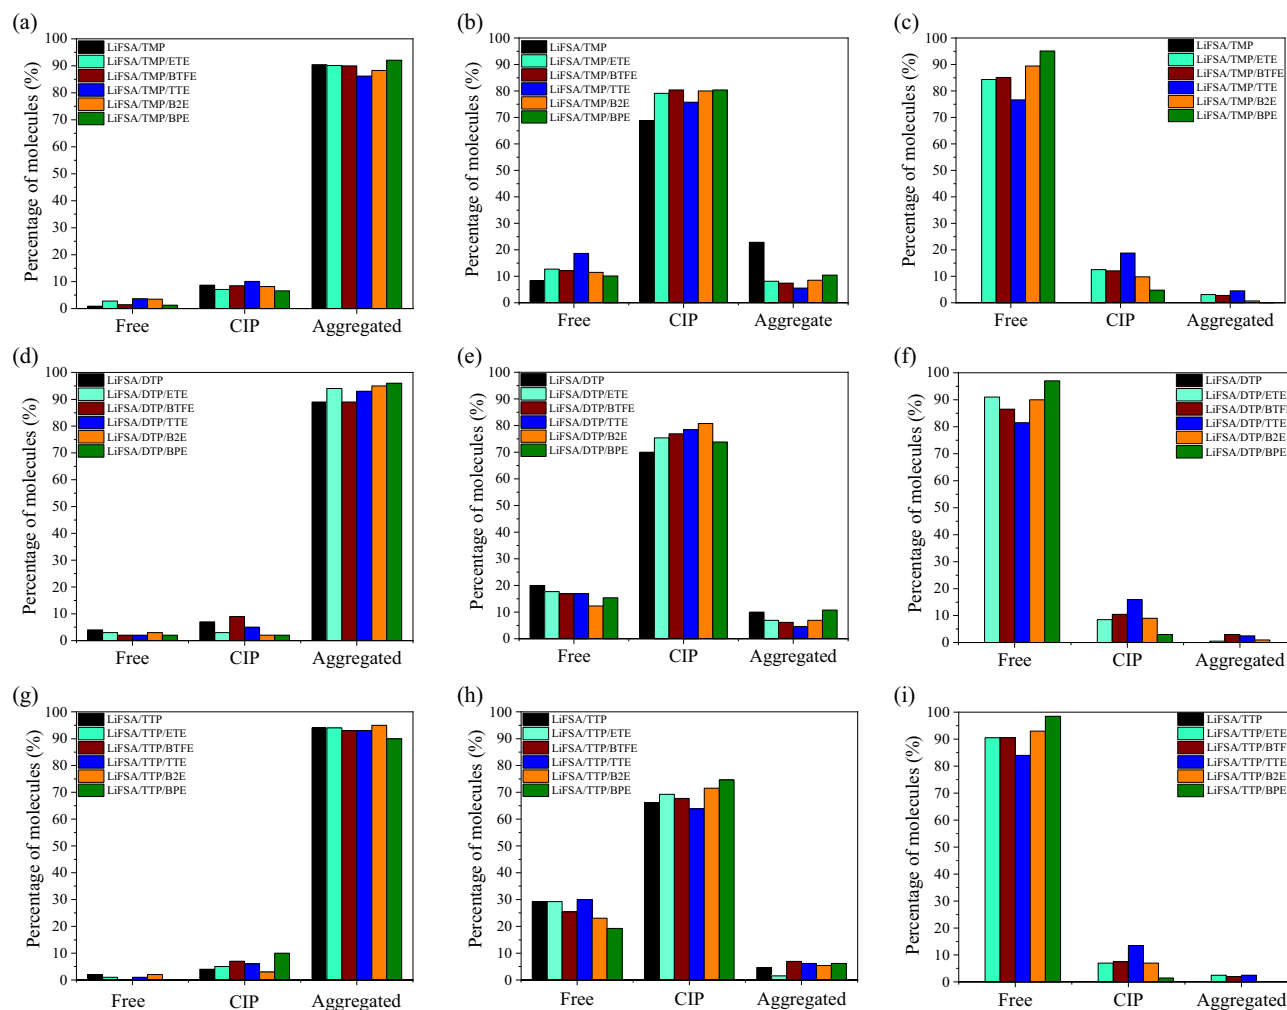 (a)
Percentage of molecules (%)
100
90
80
70
60
50
40
30
20
10
0
LiFSA/TMP
LiFSA/TMP/ETE
LiFSA/TMP/BTFE
LiFSA/TMP/TTE
LiFSA/TMP/B2E
LiFSA/TMP/BPE
Free CIP Aggregated
(b)
Percentage of molecules (%)
100
90
80
70
60
50
40
30
20
10
0
LiFSA/TMP
LiFSA/TMP/ETE
LiFSA/TMP/BTFE
LiFSA/TMP/TTE
LiFSA/TMP/B2E
LiFSA/TMP/BPE
Free CIP Aggregate
(c)
Percentage of molecules (%)
100
90
80
70
60
50
40
30
20
10
0
LiFSA/TMP
LiFSA/TMP/ETE
LiFSA/TMP/BTFE
LiFSA/TMP/TTE
LiFSA/TMP/B2E
LiFSA/TMP/BPE
Free CIP Aggregated
(d)
Percentage of molecules (%)
100
90
80
70
60
50
40
30
20
10
0
LiFSA/DTP
LiFSA/DTP/ETE
LiFSA/DTP/BTFE
LiFSA/DTP/TTE
LiFSA/DTP/B2E
LiFSA/DTP/BPE
Free CIP Aggregated
(e)
Percentage of molecules (%)
100
90
80
70
60
50
40
30
20
10
0
LiFSA/DTP
LiFSA/DTP/ETE
LiFSA/DTP/BTFE
LiFSA/DTP/TTE
LiFSA/DTP/B2E
LiFSA/DTP/BPE
Free CIP Aggregated
(f)
Percentage of molecules (%)
100
90
80
70
60
50
40
30
20
10
0
LiFSA/DTP
LiFSA/DTP/ETE
LiFSA/DTP/BTFE
LiFSA/DTP/TTE
LiFSA/DTP/B2E
LiFSA/DTP/BPE
Free CIP Aggregated
(g)
Percentage of molecules (%)
100
90
80
70
60
50
40
30
20
10
0
LiFSA/TTP
LiFSA/TTP/ETE
LiFSA/TTP/BTFE
LiFSA/TTP/TTE
LiFSA/TTP/B2E
LiFSA/TTP/BPE
Free CIP Aggregated
(h)
Percentage of molecules (%)
100
90
80
70
60
50
40
30
20
10
0
LiFSA/TTP
LiFSA/TTP/ETE
LiFSA/TTP/BTFE
LiFSA/TTP/TTE
LiFSA/TTP/B2E
LiFSA/TTP/BPE
Free CIP Aggregated
(i)
Percentage of molecules (%)
100
90
80
70
60
50
40
30
20
10
0
LiFSA/TTP
LiFSA/TTP/ETE
LiFSA/TTP/BTF
LiFSA/TTP/TTE
LiFSA/TTP/B2E
LiFSA/TTP/BPE
Free CIP Aggregated